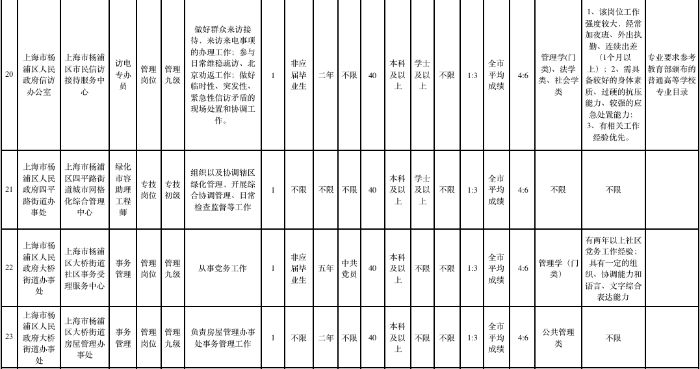 20
上海市杨浦区人民政府信访办公室
上海市杨浦区市民信访接待服务中心
访电专办员
管理岗位
管理九级
做好群众来访接待、来访来电事项的办理工作；参与日常维稳疏访、北京劝返工作；做好临时性、突发性、紧急性信访矛盾的现场处置和协调工作。
1
非应届毕业生
二年
不限
40
本科及以上
学士及以上
不限
1:3
全市平均成绩
4:6
管理学(门类)，法学类、社会学类
1、该岗位工作强度较大，经常加夜班、外出执勤、连续出差（1个月以上）；2、需具备较好的身体素质、过硬的抗压能力、较强的应急处置能力；3、有相关工作经验优先。
专业要求参考教育部颁布的普通高等学校专业目录
21
上海市杨浦区人民政府四平路街道办事处
上海市杨浦区四平路街道城市网格化综合管理中心
绿化市容助理工程师
专技岗位
专技初级
组织以及协调辖区绿化管理、开展综合协调管理、日常检查监督等工作
1
不限
不限
不限
40
本科及以上
学士及以上
不限
1:3
全市平均成绩
4:6
不限
不限
22
上海市杨浦区人民政府大桥街道办事处
上海市杨浦区大桥街道社区事务受理服务中心
事务管理
管理岗位
管理九级
从事党务工作
1
非应届毕业生
五年
中共党员
40
本科及以上
不限
不限
1:3
全市平均成绩
4:6
管理学（门类）
有两年以上社区党务工作经验；具有一定的组织、协调能力和语言、文字综合表达能力
23
上海市杨浦区人民政府大桥街道办事处
上海市杨浦区大桥街道房屋管理办事处
事务管理
管理岗位
管理九级
负责房屋管理办事处事务管理工作
1
不限
二年
不限
40
本科及以上
不限
不限
1:3
全市平均成绩
4:6
公共管理类
不限